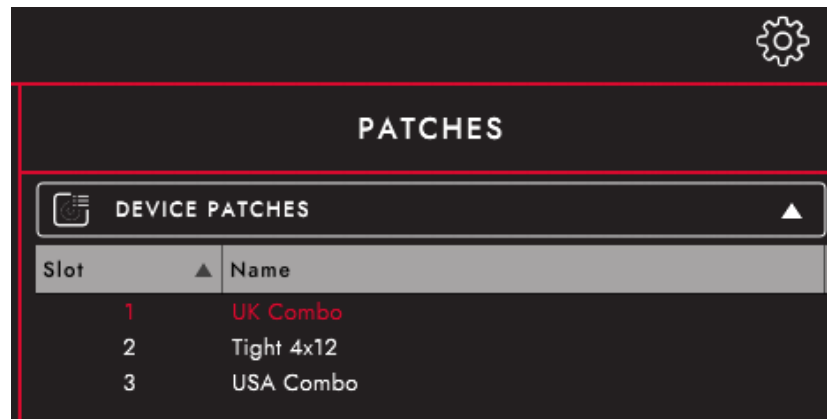 PATCHES
DEVICE PATCHES
Slot Name
1 UK Combo
2 Tight 4x12
3 USA Combo